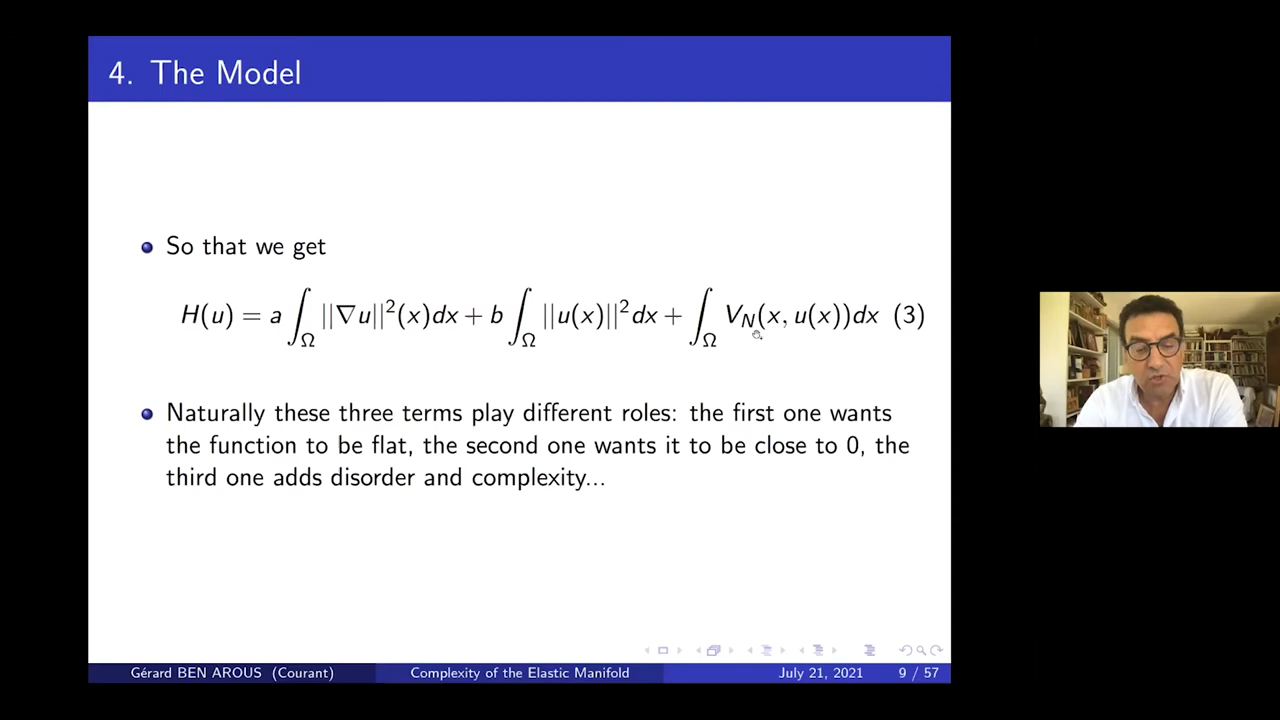 4. The Model
So that we get
H(u) = a ∫_Ω ||∇u||²(x)dx + b ∫_Ω ||u(x)||²dx + ∫_Ω V_N(x, u(x))dx (3)
Naturally these three terms play different roles: the first one wants
the function to be flat, the second one wants it to be close to 0, the
third one adds disorder and complexity...
Gérard BEN AROUS (Courant) Complexity of the Elastic Manifold July 21, 2021 9 / 57